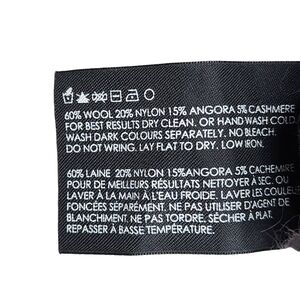 60% WOOL 20% NYLON 15% ANGORA 5% CASHMERE
FOR BEST RESULTS DRY CLEAN. OR HAND WASH COLD
WASH DARK COLOURS SEPARATELY. NO BLEACH.
DO NOT WRING. LAY FLAT TO DRY. LOW IRON.
60% LAINE 20% NYLON 15%ANGORA 5% CACHEMIRE
POUR DE MEILLEURS RÉSULTATS NETTOYER À SEC. OU
LAVER À LA MAIN À L'EAU FROIDE. LAVER LES COULEURS
FONCÉES SÉPARÉMENT. NE PAS UTILISER D'AGENT DE
BLANCHIMENT. NE PAS TORDRE. SÉCHER À PLAT.
REPASSER À BASSE TEMPÉRATURE.